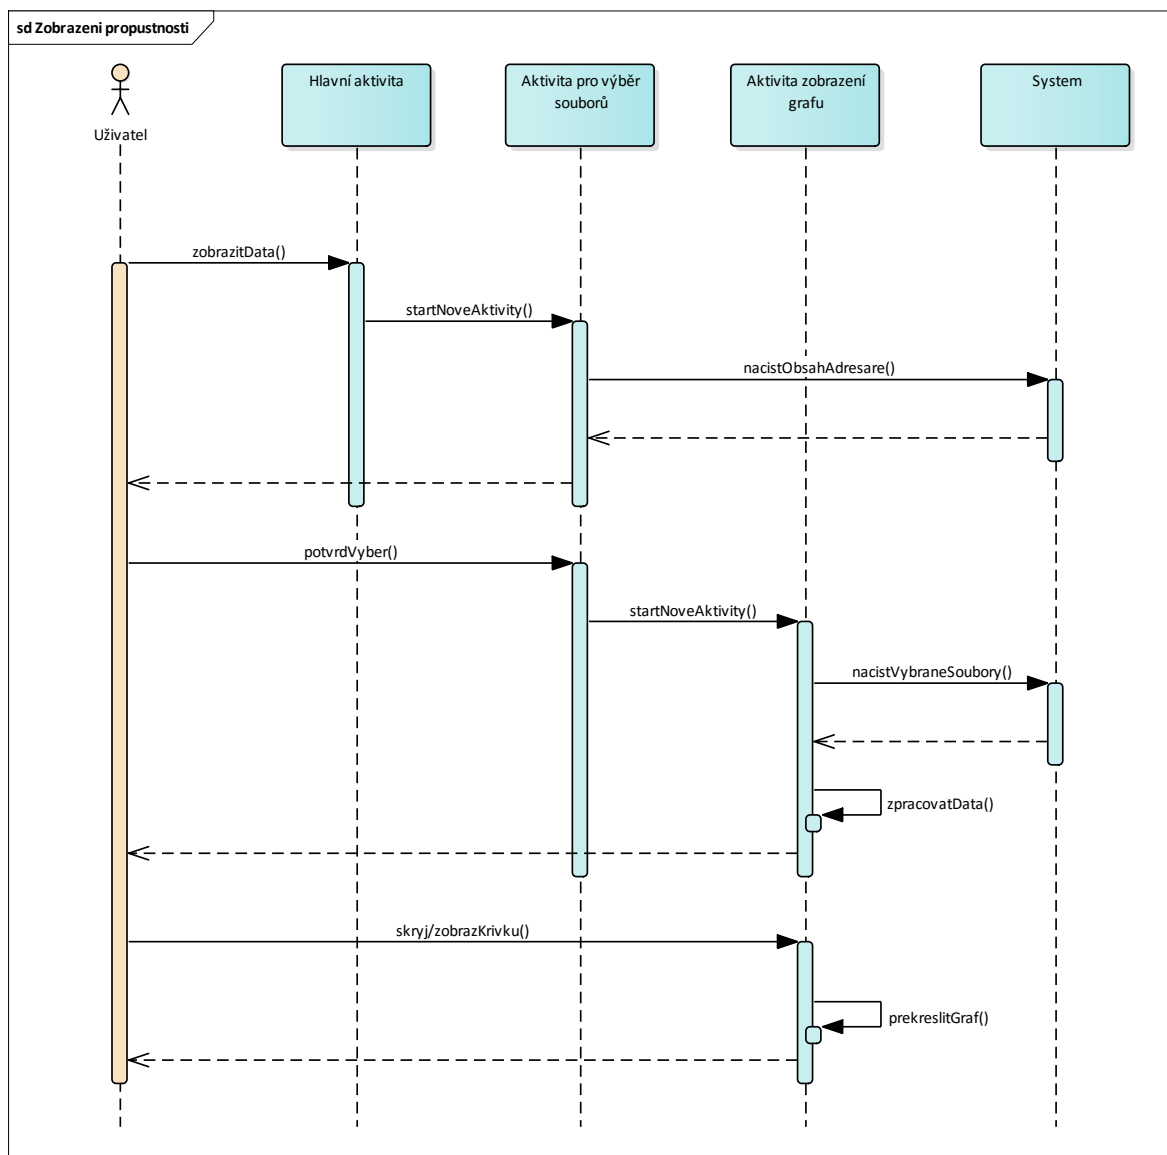 sd Zobrazeni propustnosti
Uživatel
Hlavní aktivita
Aktivita pro výběr
souborů
Aktivita zobrazení
grafu
System
zobrazitData()
startNoveAktivity()
nacistObsahAdresare()
potvrdVyber()
startNoveAktivity()
nacistVybraneSoubory()
zpracovatData()
skryj/zobrazKrivku()
prekreslitGraf()